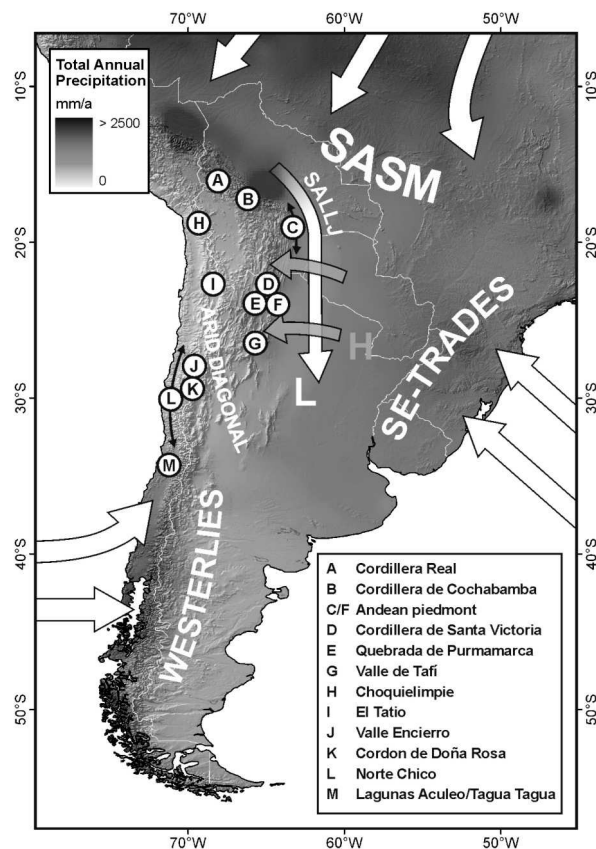 70°W 60°W 50°W
Total Annual
Precipitation
mm/a
> 2500
0
10°S 10°S
SASM
SALLJ
A
B
C
H
20°S 20°S
I
D
E
F
G
H
ARID DIAGONAL
SE-TRADES
J
K
L
L
30°S 30°S
M
WESTERLIES
40°S 40°S
A Cordillera Real
B Cordillera de Cochabamba
C/F Andean piedmont
D Cordillera de Santa Victoria
E Quebrada de Purmamarca
G Valle de Tafí
H Choquielimpie
I El Tatio
J Valle Encierro
K Cordon de Doña Rosa
L Norte Chico
M Lagunas Aculeo/Tagua Tagua
50°S 50°S
70°W 60°W 50°W